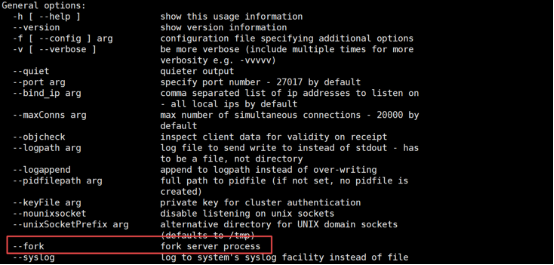 General options:
-h [ --help ] show this usage information
--version show version information
-f [ --config ] arg configuration file specifying additional options
-v [ --verbose ] be more verbose (include multiple times for more
verbosity e.g. -vvvvv)
--quiet quieter output
--port arg specify port number - 27017 by default
--bind_ip arg comma separated list of ip addresses to listen on
- all local ips by default
--maxConns arg max number of simultaneous connections - 20000 by
default
--objcheck inspect client data for validity on receipt
--logpath arg log file to send write to instead of stdout - has
to be a file, not directory
--logappend append to logpath instead of over-writing
--pidfilepath arg full path to pidfile (if not set, no pidfile is
created)
--keyFile arg private key for cluster authentication
--nounixsocket disable listening on unix sockets
--unixSocketPrefix arg alternative directory for UNIX domain sockets
(defaults to /tmp)
--fork fork server process
--syslog log to system's syslog facility instead of file